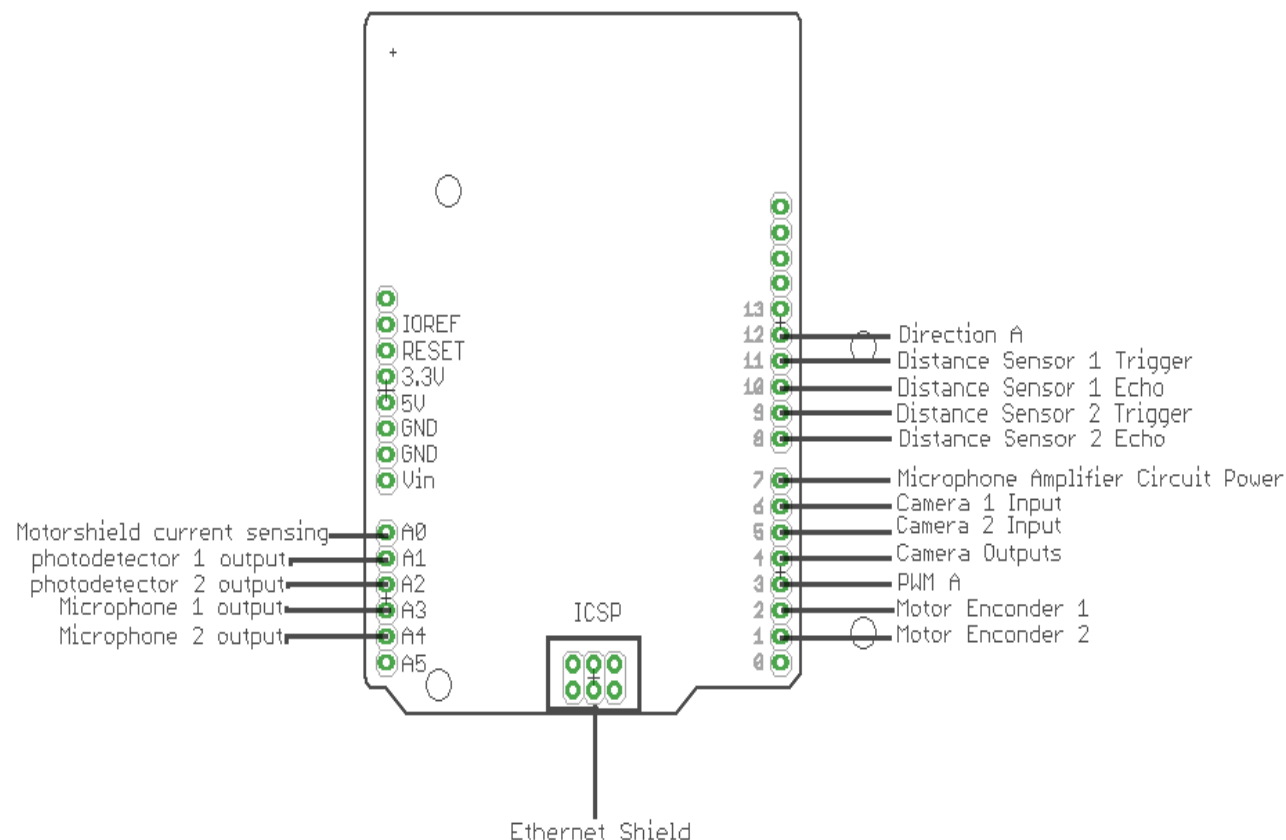 IOREF
RESET
3.3V
5V
GND
GND
Vin
Motorshield current sensing
A0
photodetector 1 output
A1
photodetector 2 output
A2
Microphone 1 output
A3
Microphone 2 output
A4
A5
ICSP
Ethernet Shield
13
12
Direction A
11
Distance Sensor 1 Trigger
10
Distance Sensor 1 Echo
9
Distance Sensor 2 Trigger
8
Distance Sensor 2 Echo
7
Microphone Amplifier Circuit Power
6
Camera 1 Input
5
Camera 2 Input
4
Camera Outputs
3
PWM A
2
Motor Enconder 1
1
Motor Enconder 2
0